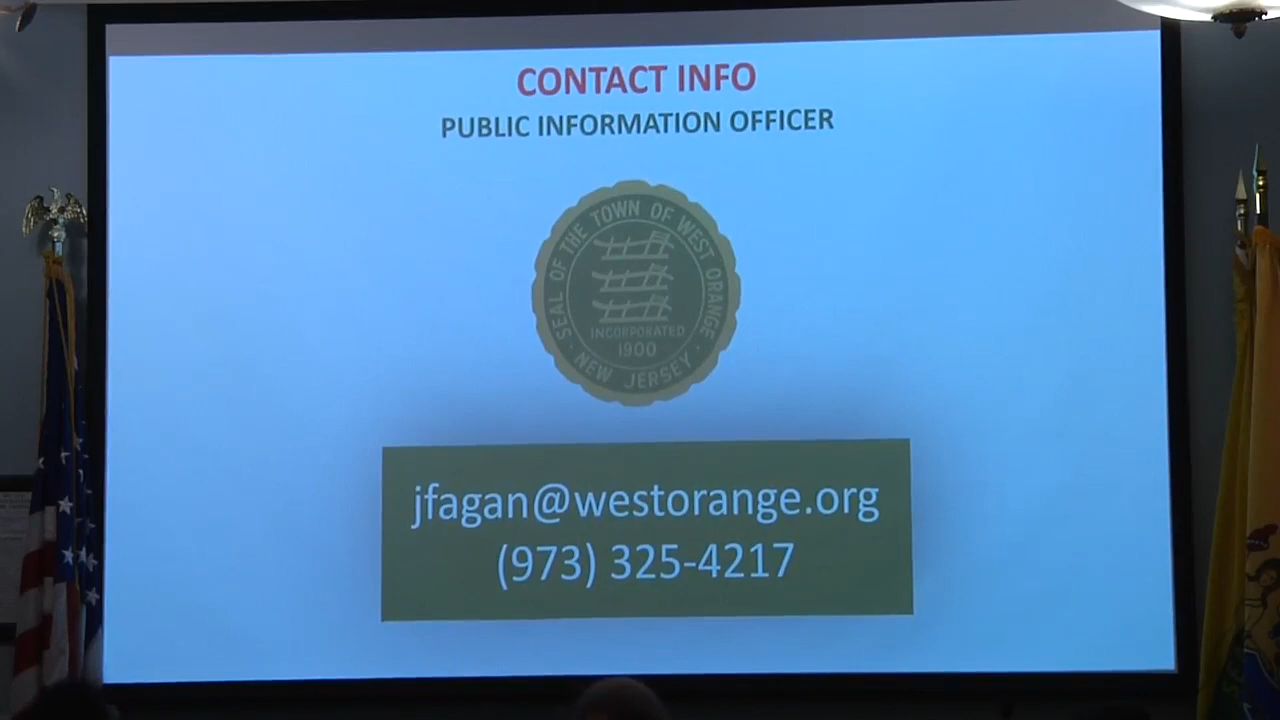 CONTACT INFO
PUBLIC INFORMATION OFFICER
SEAL OF THE TOWN OF WEST ORANGE
INCORPORATED
1900
· NEW JERSEY ·
jfagan@westorange.org
(973) 325-4217